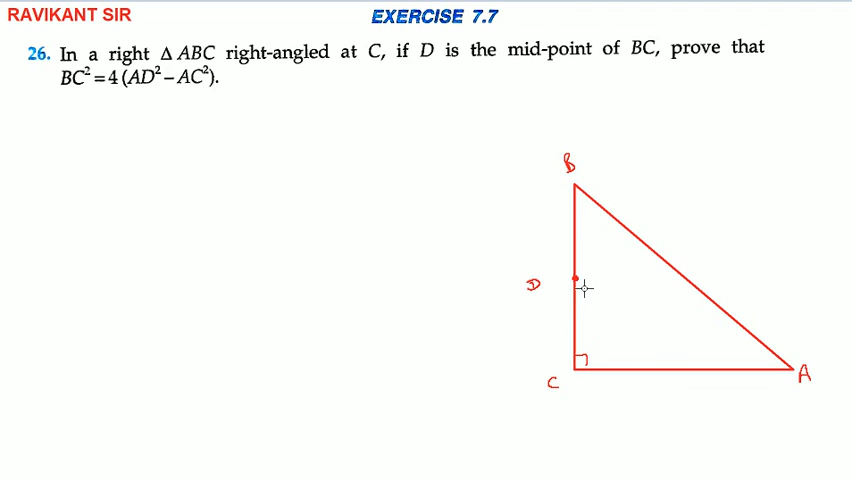 RAVIKANT SIR
EXERCISE 7.7
26. In a right Δ ABC right-angled at C, if D is the mid-point of BC, prove that
BC² = 4 (AD² – AC²).
B
D
C
A